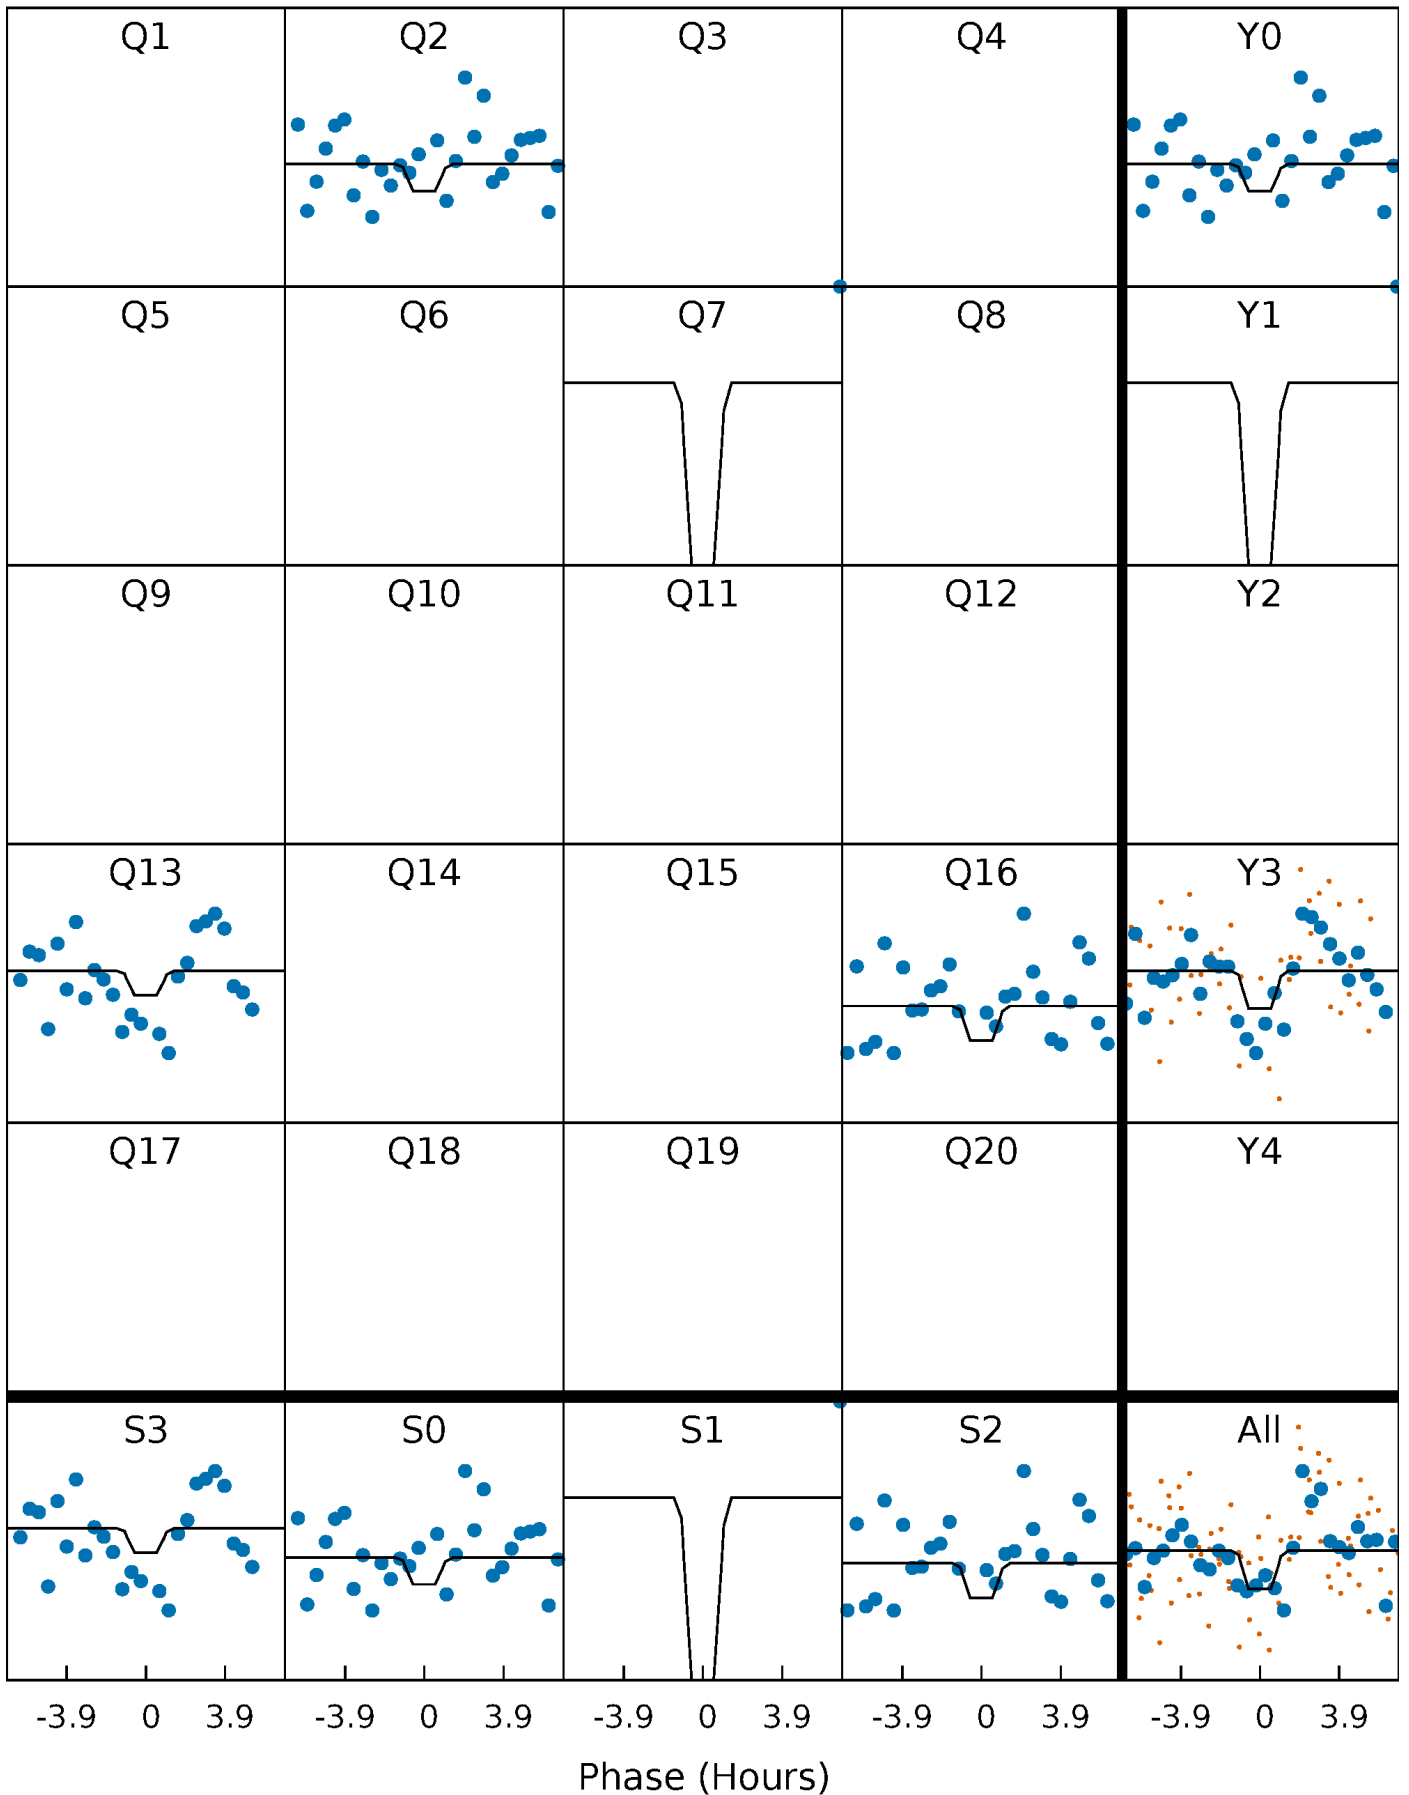 Q1 Q2 Q3 Q4 Y0
Q5 Q6 Q7 Q8 Y1
Q9 Q10 Q11 Q12 Y2
Q13 Q14 Q15 Q16 Y3
Q17 Q18 Q19 Q20 Y4
S3 S0 S1 S2 All
-3.9 0 3.9 -3.9 0 3.9 -3.9 0 3.9 -3.9 0 3.9 -3.9 0 3.9
Phase (Hours)